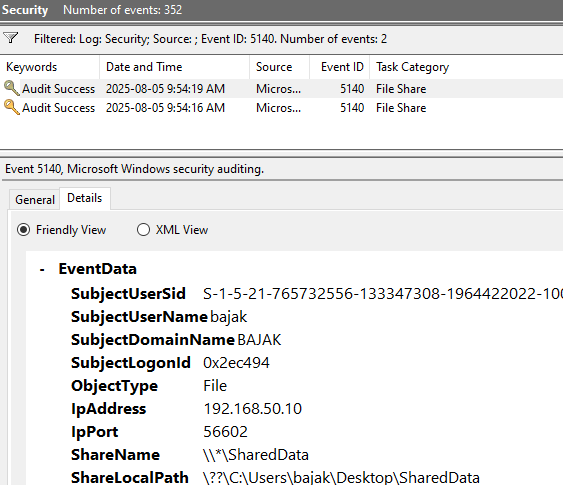 Security Number of events: 352
Filtered: Log: Security; Source: ; Event ID: 5140. Number of events: 2
Keywords Date and Time Source Event ID Task Category
Audit Success 2025-08-05 9:54:19 AM Micros... 5140 File Share
Audit Success 2025-08-05 9:54:16 AM Micros... 5140 File Share
Event 5140, Microsoft Windows security auditing.
General Details
Friendly View XML View
- EventData
SubjectUserSid S-1-5-21-765732556-133347308-1964422022-100
SubjectUserName bajak
SubjectDomainName BAJAK
SubjectLogonId 0x2ec494
ObjectType File
IpAddress 192.168.50.10
IpPort 56602
ShareName \\*\SharedData
ShareLocalPath \??\C:\Users\bajak\Desktop\SharedData